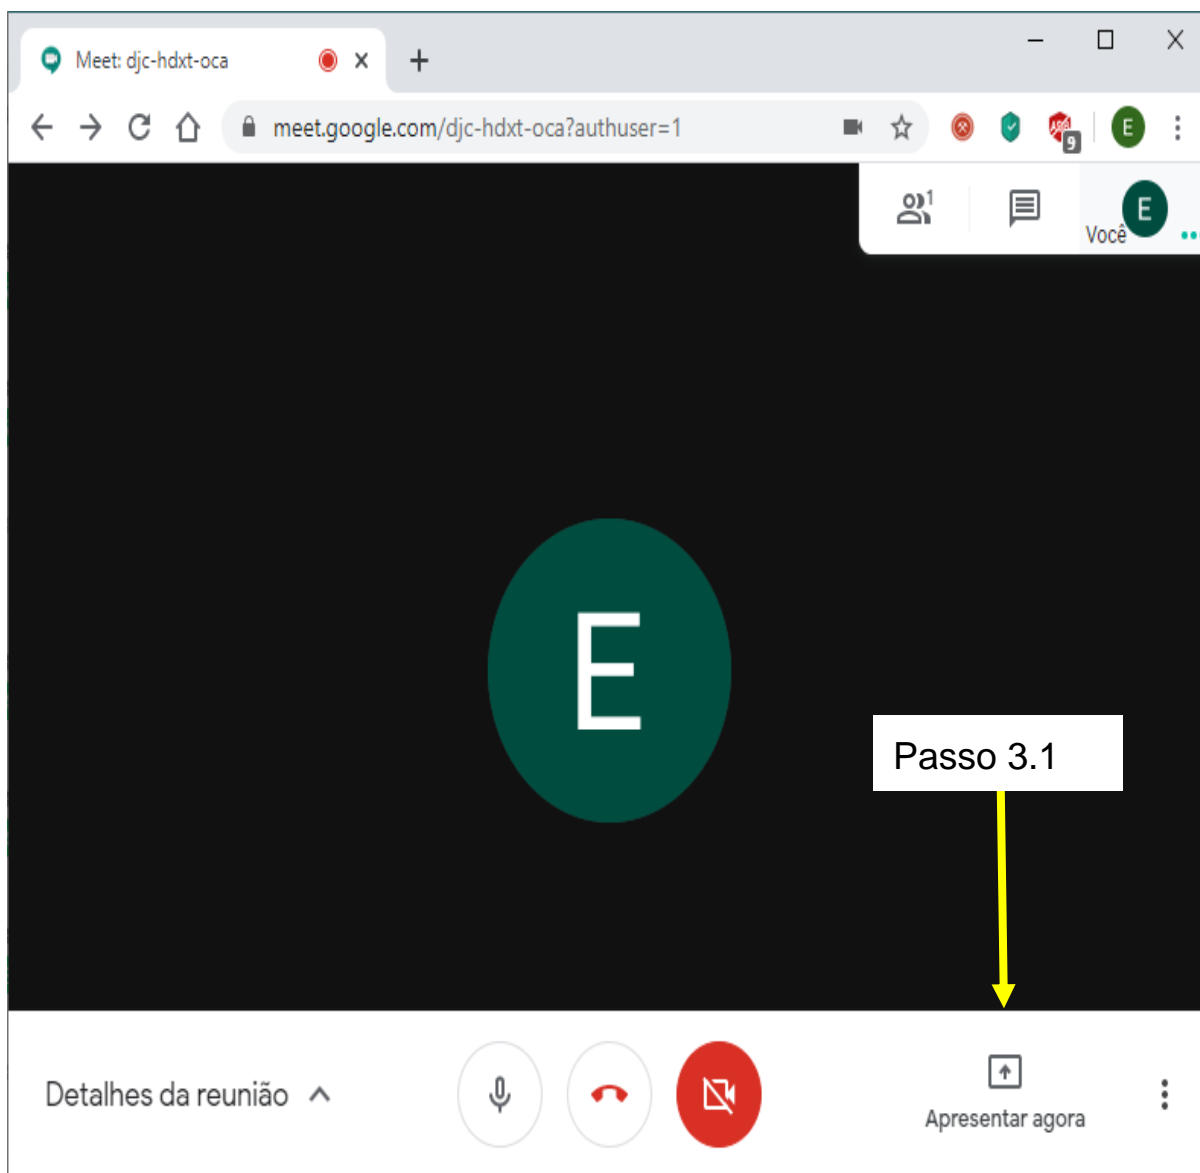 Meet: djc-hdxt-oca
meet.google.com/djc-hdxt-oca?authuser=1
9
E
1
Você
E
E
Passo 3.1
Detalhes da reunião
Apresentar agora